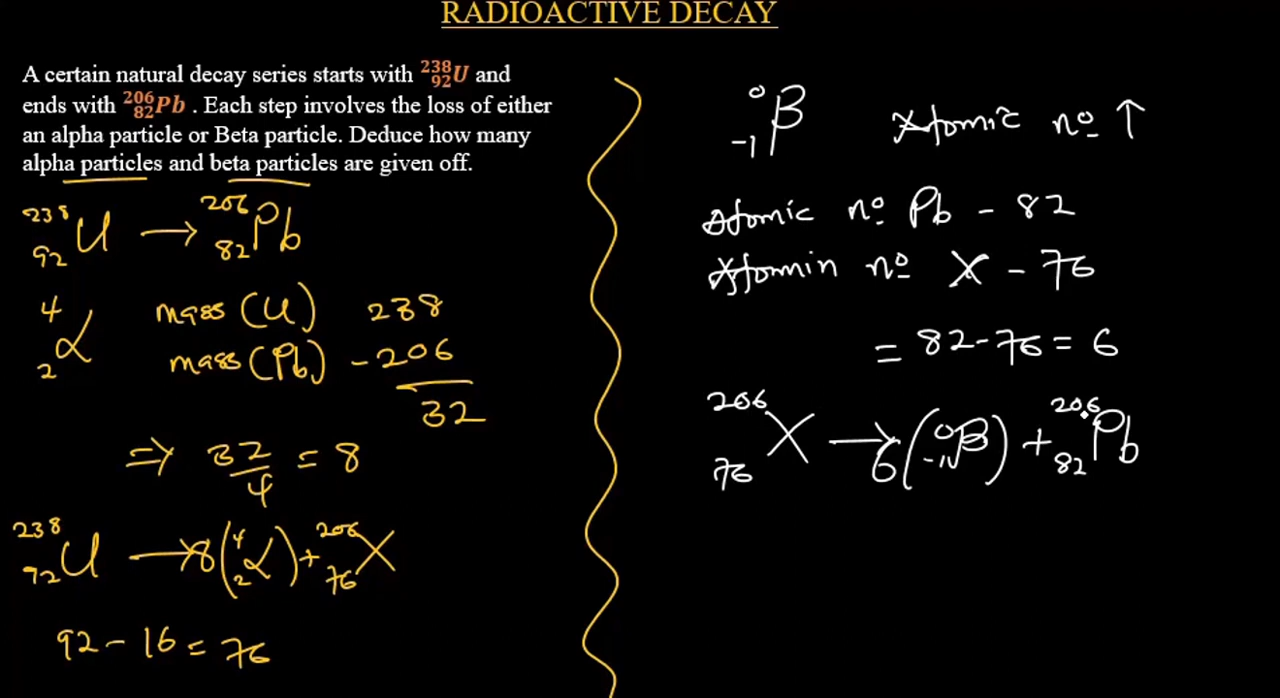 RADIOACTIVE DECAY
A certain natural decay series starts with ²³⁸₉₂U and
ends with ²⁰⁶₈₂Pb . Each step involves the loss of either
an alpha particle or Beta particle. Deduce how many
alpha particles and beta particles are given off.
²³⁸₉₂U → ²⁰⁶₈₂Pb
⁴₂α mass (U) 238
mass (Pb) - 206
32
⇒ 32/4 = 8
²³⁸₉₂U → 8(⁴₂α) + ²⁰⁶₇₆X
92 - 16 = 76
⁰₋₁β Atomic nº ↑
Atomic nº Pb - 82
Atomin nº X - 76
= 82 - 76 = 6
²⁰⁶₇₆X → 6(⁰₋₁β) + ²⁰⁶₈₂Pb